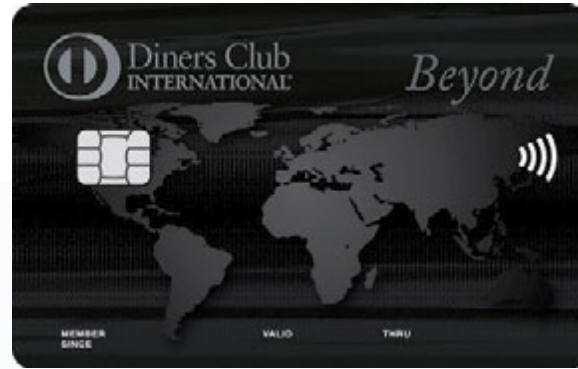 Diners Club
INTERNATIONAL®
Beyond
MEMBER
SINCE
VALID
THRU